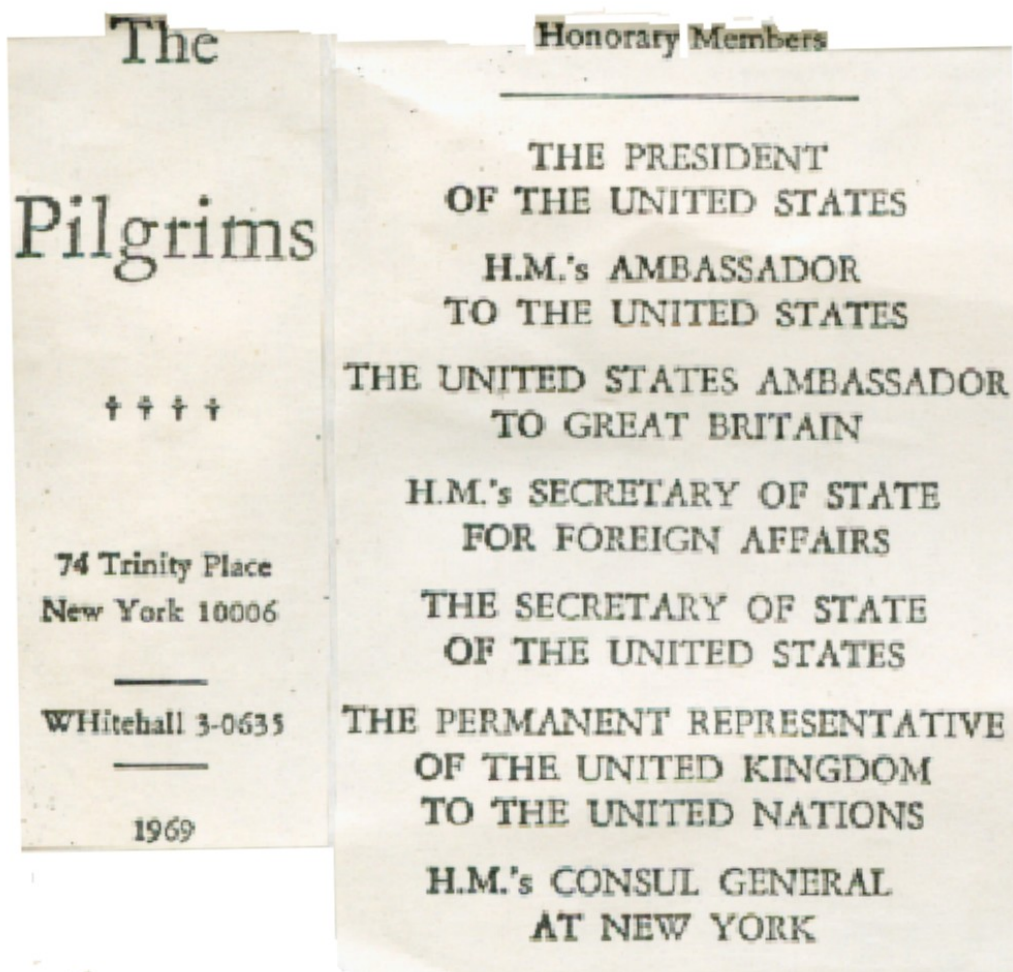 The
Pilgrims
74 Trinity Place
New York 10006
WHitehall 3-0635
1969
Honorary Members
THE PRESIDENT
OF THE UNITED STATES
H.M.'s AMBASSADOR
TO THE UNITED STATES
THE UNITED STATES AMBASSADOR
TO GREAT BRITAIN
H.M.'s SECRETARY OF STATE
FOR FOREIGN AFFAIRS
THE SECRETARY OF STATE
OF THE UNITED STATES
THE PERMANENT REPRESENTATIVE
OF THE UNITED KINGDOM
TO THE UNITED NATIONS
H.M.'s CONSUL GENERAL
AT NEW YORK